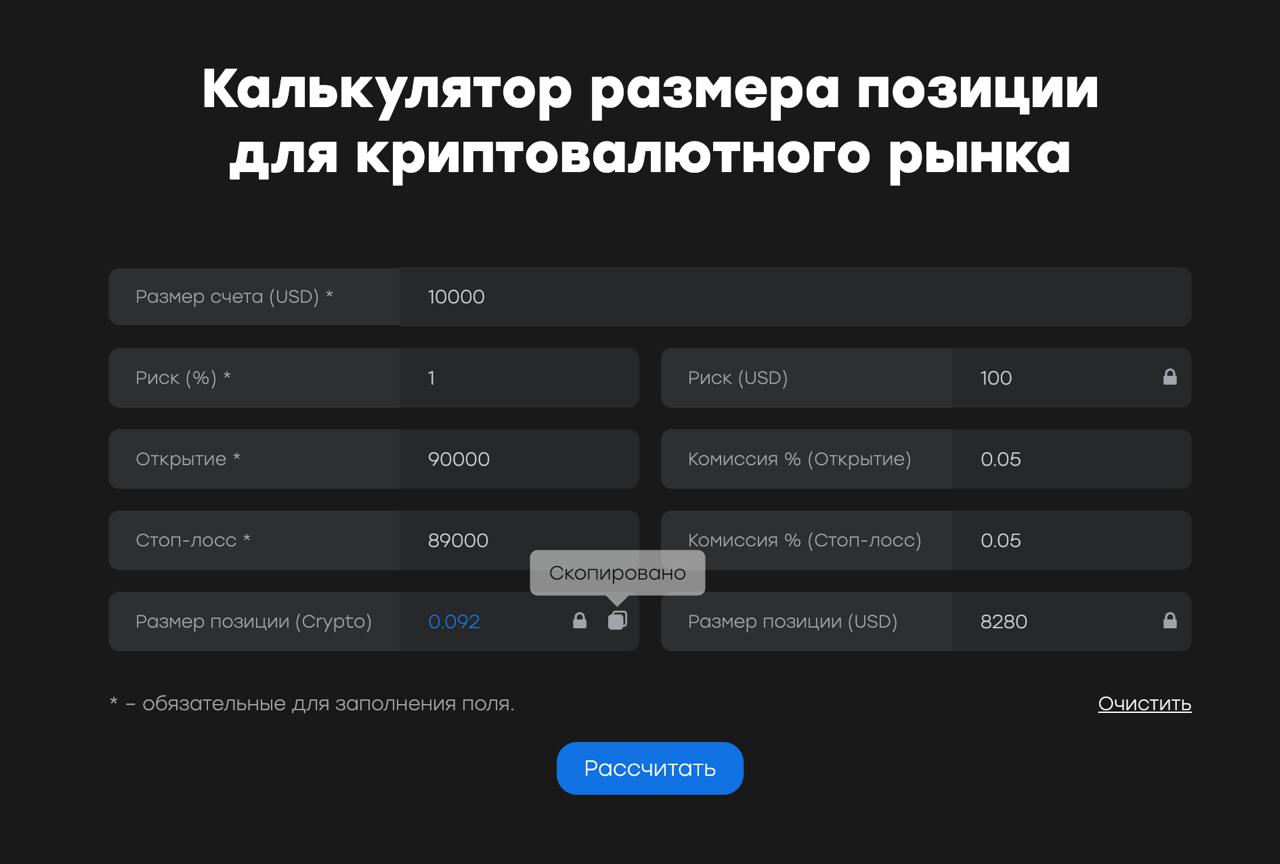 Калькулятор размера позиции
для криптовалютного рынка
Размер счета (USD) *
10000
Риск (%) *
1
Риск (USD)
100
Открытие *
90000
Комиссия % (Открытие)
0.05
Стоп-лосс *
89000
Комиссия % (Стоп-лосс)
0.05
Скопировано
Размер позиции (Crypto)
0.092
Размер позиции (USD)
8280
* – обязательные для заполнения поля.
Очистить
Рассчитать